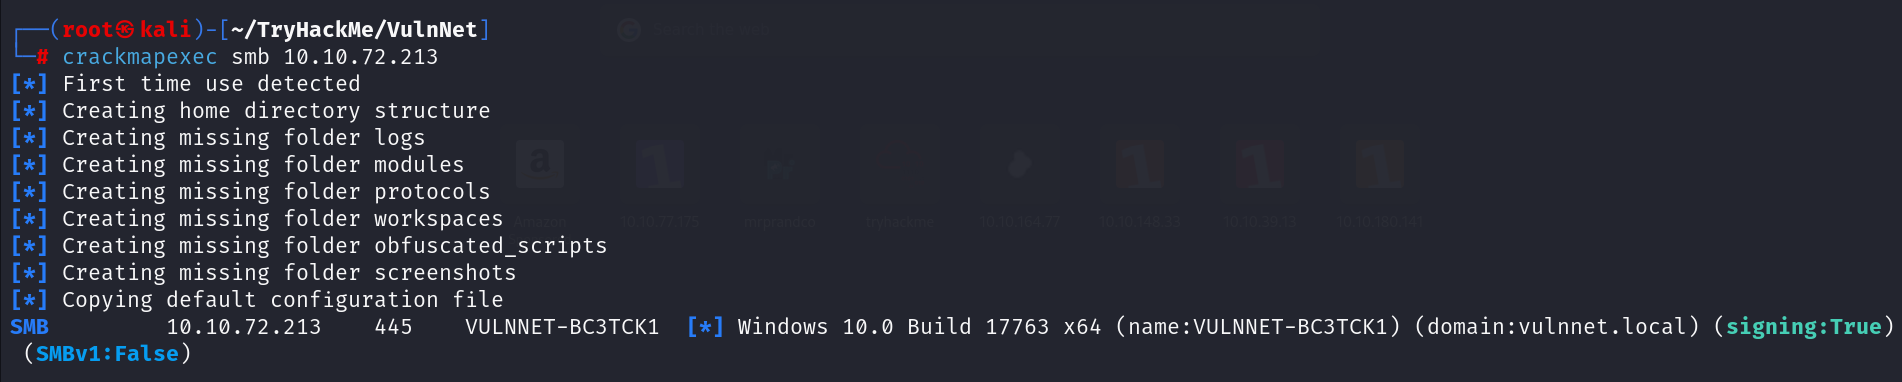 ┌──(root㉿kali)-[~/TryHackMe/VulnNet]
└─# crackmapexec smb 10.10.72.213
[*] First time use detected
[*] Creating home directory structure
[*] Creating missing folder logs
[*] Creating missing folder modules
[*] Creating missing folder protocols
[*] Creating missing folder workspaces
[*] Creating missing folder obfuscated_scripts
[*] Creating missing folder screenshots
[*] Copying default configuration file
SMB         10.10.72.213    445    VULNNET-BC3TCK1  [*] Windows 10.0 Build 17763 x64 (name:VULNNET-BC3TCK1) (domain:vulnnet.local) (signing:True)
 (SMBv1:False)